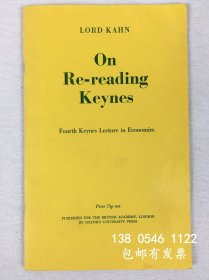 LORD KAHN
On
Re-reading
Keynes
Fourth Keynes Lecture in Economics
Price 75p net
PUBLISHED FOR THE BRITISH ACADEMY, LONDON
BY OXFORD UNIVERSITY PRESS
138 0546 1122
包邮有发票